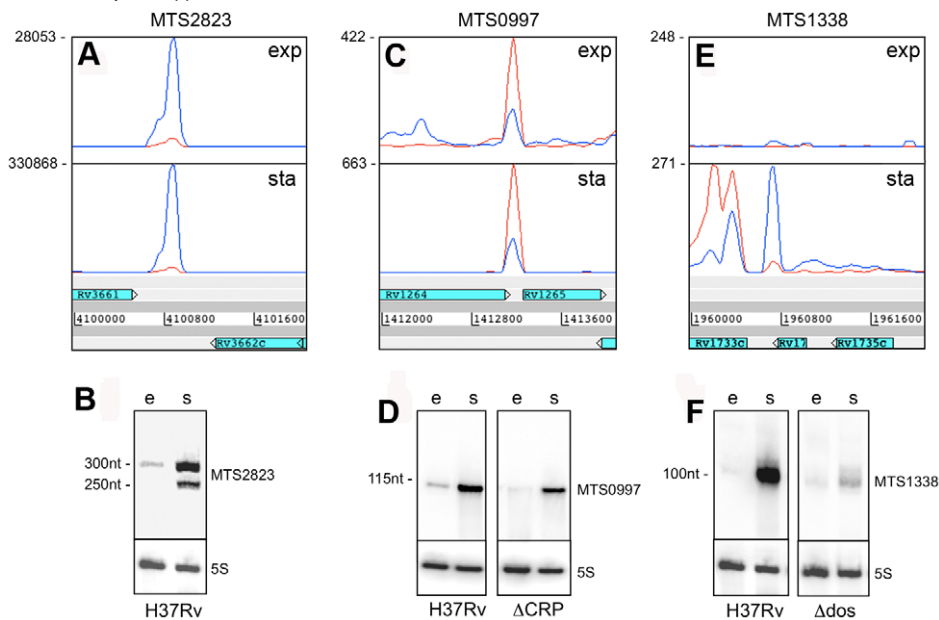 MTS2823 MTS0997 MTS1338
28053 - A exp 422 - C exp 248 - E exp
330868 - sta 663 - sta 271 - sta
Rv3661 Rv1264 Rv1265
4100000 4100800 4101600 1412000 1412800 1413600 1960000 1960800 1961600
Rv3662c Rv1733c Rv17 Rv1735c
B e s D e s e s F e s e s
300nt - MTS2823 115nt - MTS0997 100nt - MTS1338
250nt -
5S 5S 5S
H37Rv H37Rv ΔCRP H37Rv Δdos